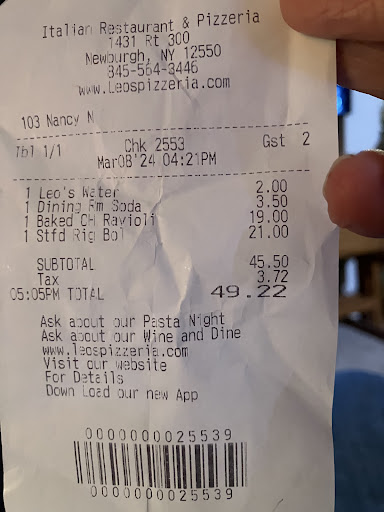 Italian Restaurant & Pizzeria
1431 Rt 300
Newburgh, NY 12550
845-564-3446
www.Leospizzeria.com
103 Nancy N
Tbl 1/1 Chk 2553 Gst 2
Mar08'24 04:21PM
1 Leo's Water 2.00
1 Dining Rm Soda 3.50
1 Baked CH Ravioli 19.00
1 Stfd Rig Bol 21.00
SUBTOTAL 45.50
Tax 3.72
05:05PM TOTAL 49.22
Ask about our Pasta Night
Ask about our Wine and Dine
www.leospizzeria.com
Visit our website
For Details
Down Load our new App
0000000025539
0000000025539